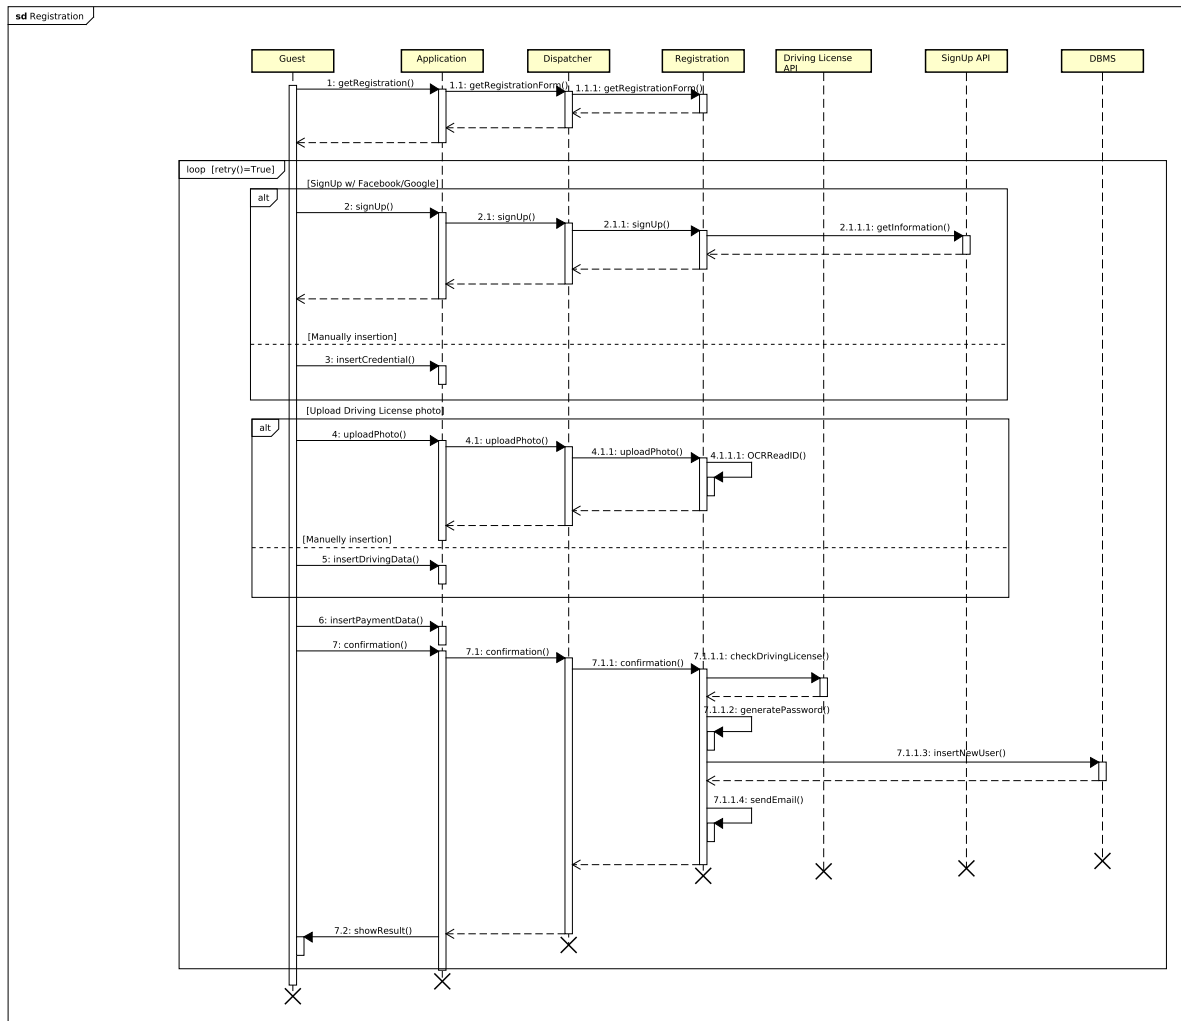 sd Registration
Guest
Application
Dispatcher
Registration
Driving License
API
SignUp API
DBMS
1: getRegistration()
1.1: getRegistrationForm()
1.1.1: getRegistrationForm()
loop [retry()=True]
[SignUp w/ Facebook/Google]
alt
2: signUp()
2.1: signUp()
2.1.1: signUp()
2.1.1.1: getInformation()
[Manually insertion]
3: insertCredential()
[Upload Driving License photo]
alt
4: uploadPhoto()
4.1: uploadPhoto()
4.1.1: uploadPhoto()
4.1.1.1: OCRReadID()
[Manuelly insertion]
5: insertDrivingData()
6: insertPaymentData()
7: confirmation()
7.1: confirmation()
7.1.1: confirmation()
7.1.1.1: checkDrivingLicense()
7.1.1.2: generatePassword()
7.1.1.3: insertNewUser()
7.1.1.4: sendEmail()
7.2: showResult()